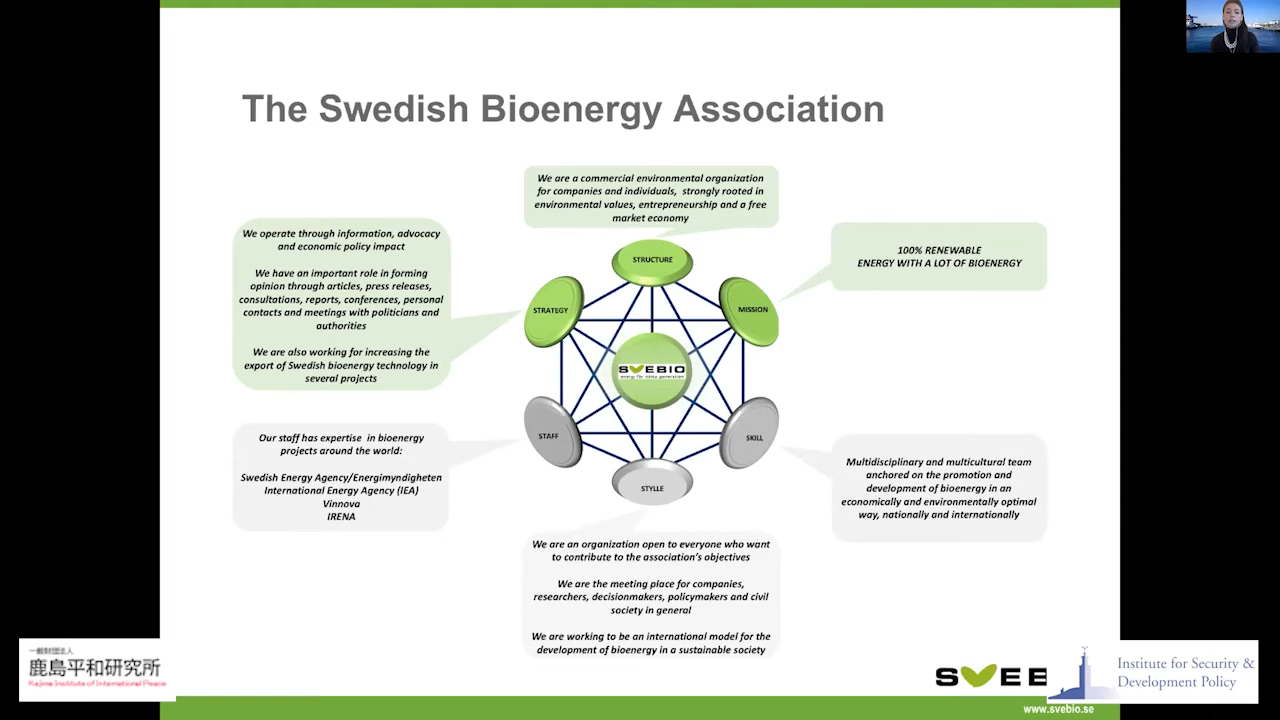 The Swedish Bioenergy Association
We are a commercial environmental organization
for companies and individuals, strongly rooted in
environmental values, entrepreneurship and a free
market economy
We operate through information, advocacy
and economic policy impact
We have an important role in forming
opinion through articles, press releases,
consultations, reports, conferences, personal
contacts and meetings with politicians and
authorities
We are also working for increasing the
export of Swedish bioenergy technology in
several projects
100% RENEWABLE
ENERGY WITH A LOT OF BIOENERGY
STRUCTURE
STRATEGY
MISSION
SVEBIO
energy for a new generation
STAFF
SKILL
STYLLE
Our staff has expertise in bioenergy
projects around the world:
Swedish Energy Agency/Energimyndigheten
International Energy Agency (IEA)
Vinnova
IRENA
Multidisciplinary and multicultural team
anchored on the promotion and
development of bioenergy in an
economically and environmentally optimal
way, nationally and internationally
We are an organization open to everyone who want
to contribute to the association's objectives
We are the meeting place for companies,
researchers, decisionmakers, policymakers and civil
society in general
We are working to be an international model for the
development of bioenergy in a sustainable society
一般財団法人
鹿島平和研究所
Kajima Institute of International Peace
SVEB
Institute for Security &
Development Policy
www.svebio.se